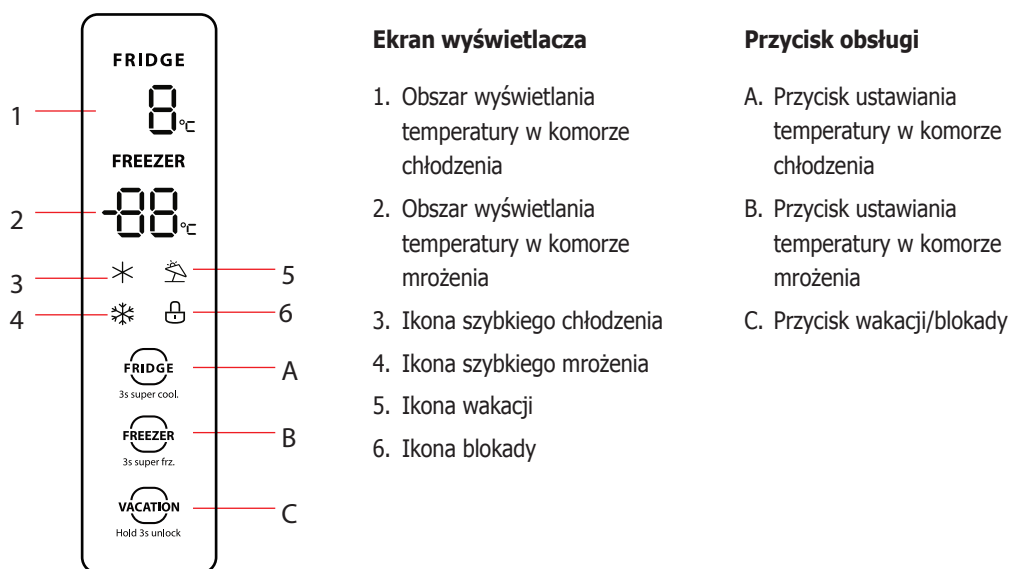 FRIDGE
8°C
FREEZER
-88°C
1
2
3
4
5
6
FRIDGE
3s super cool.
A
FREEZER
3s super frz.
B
VACATION
Hold 3s unlock
C
Ekran wyświetlacza
1. Obszar wyświetlania
temperatury w komorze
chłodzenia
2. Obszar wyświetlania
temperatury w komorze
mrożenia
3. Ikona szybkiego chłodzenia
4. Ikona szybkiego mrożenia
5. Ikona wakacji
6. Ikona blokady
Przycisk obsługi
A. Przycisk ustawiania
temperatury w komorze
chłodzenia
B. Przycisk ustawiania
temperatury w komorze
mrożenia
C. Przycisk wakacji/blokady